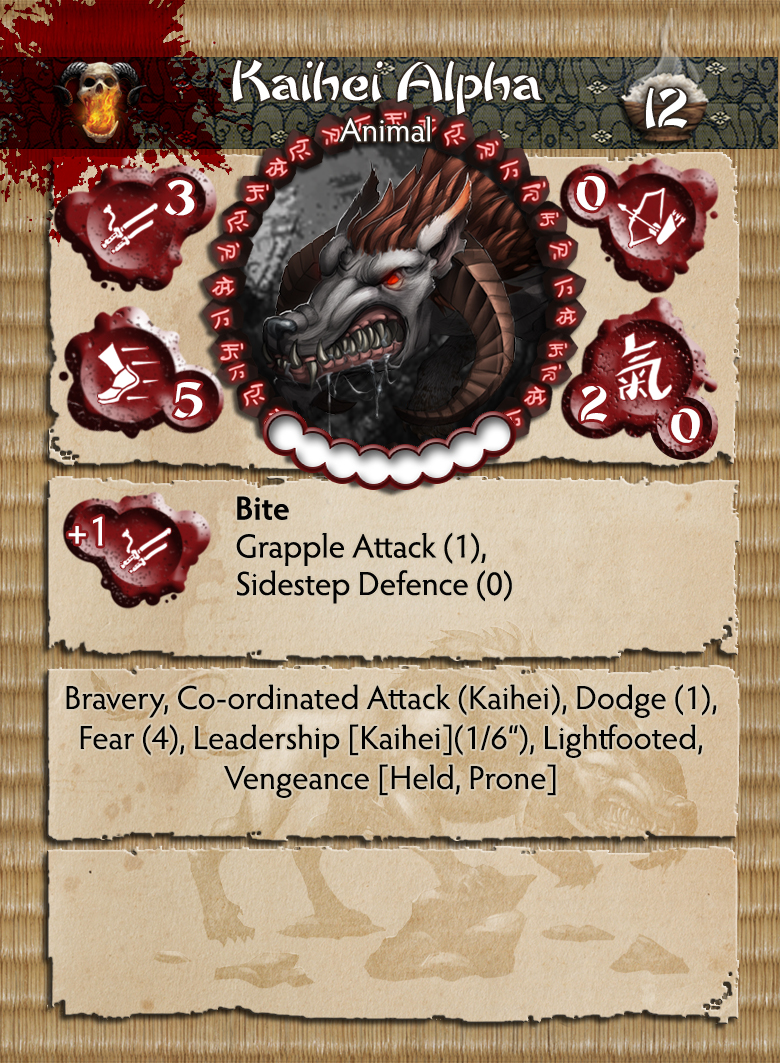 Kaihei Alpha
12
Animal
3
0
5
氣
2
0
+1
Bite
Grapple Attack (1),
Sidestep Defence (0)
Bravery, Co-ordinated Attack (Kaihei), Dodge (1),
Fear (4), Leadership [Kaihei](1/6“), Lightfooted,
Vengeance [Held, Prone]